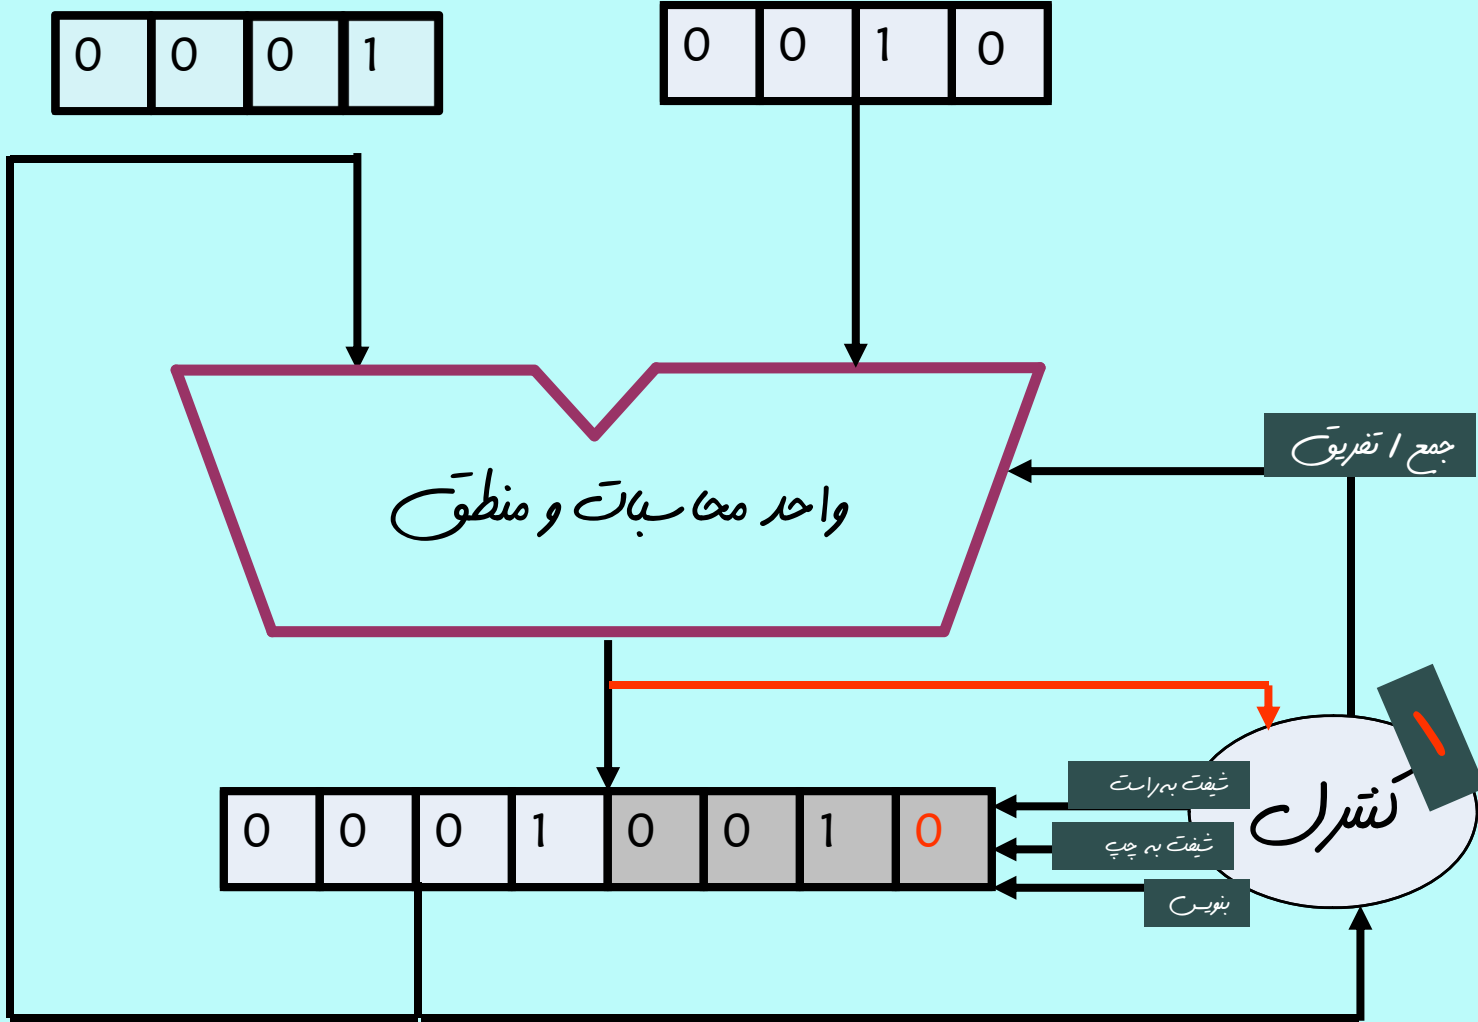 0 0 0 1
0 0 1 0
جمع / تفریق
واحد محاسبات و منطق
۱
شیفت به راست
کنترل
0 0 0 1 0 0 1 0
شیفت به چپ
بنویس